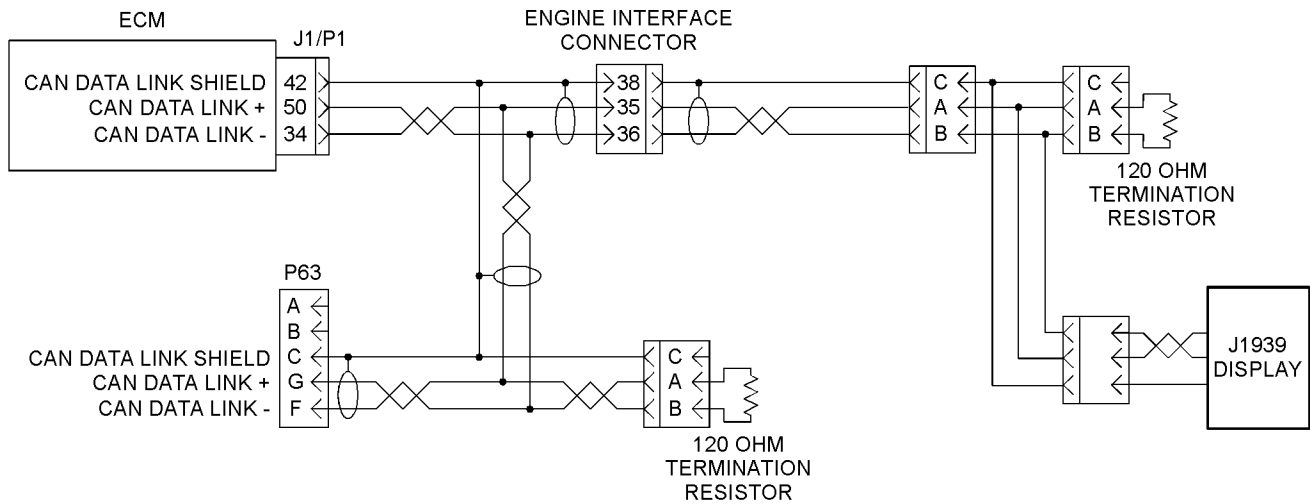 ECM
J1/P1
CAN DATA LINK SHIELD 42
CAN DATA LINK + 50
CAN DATA LINK - 34
ENGINE INTERFACE
CONNECTOR
38
35
36
C
A
B
C
A
B
120 OHM
TERMINATION
RESISTOR
P63
A
B
CAN DATA LINK SHIELD C
CAN DATA LINK + G
CAN DATA LINK - F
C
A
B
120 OHM
TERMINATION
RESISTOR
J1939
DISPLAY